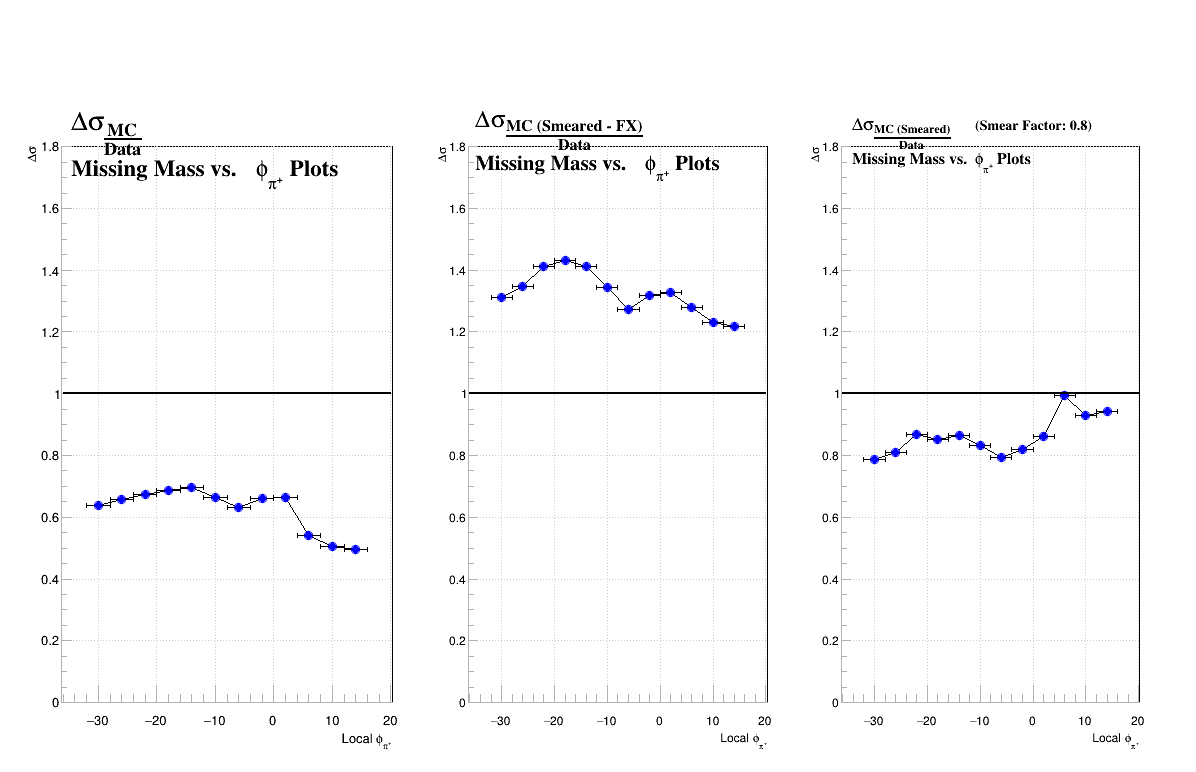 Δσ MC
Data
Missing Mass vs. ϕπ+ Plots
Δσ
1.8
1.6
1.4
1.2
1
0.8
0.6
0.4
0.2
0
−30 −20 −10 0 10 20
Local ϕπ+
Δσ MC (Smeared - FX)
Data
Missing Mass vs. ϕπ+ Plots
Δσ
1.8
1.6
1.4
1.2
1
0.8
0.6
0.4
0.2
0
−30 −20 −10 0 10 20
Local ϕπ+
Δσ MC (Smeared) (Smear Factor: 0.8)
Data
Missing Mass vs. ϕπ+ Plots
Δσ
1.8
1.6
1.4
1.2
1
0.8
0.6
0.4
0.2
0
−30 −20 −10 0 10 20
Local ϕπ+